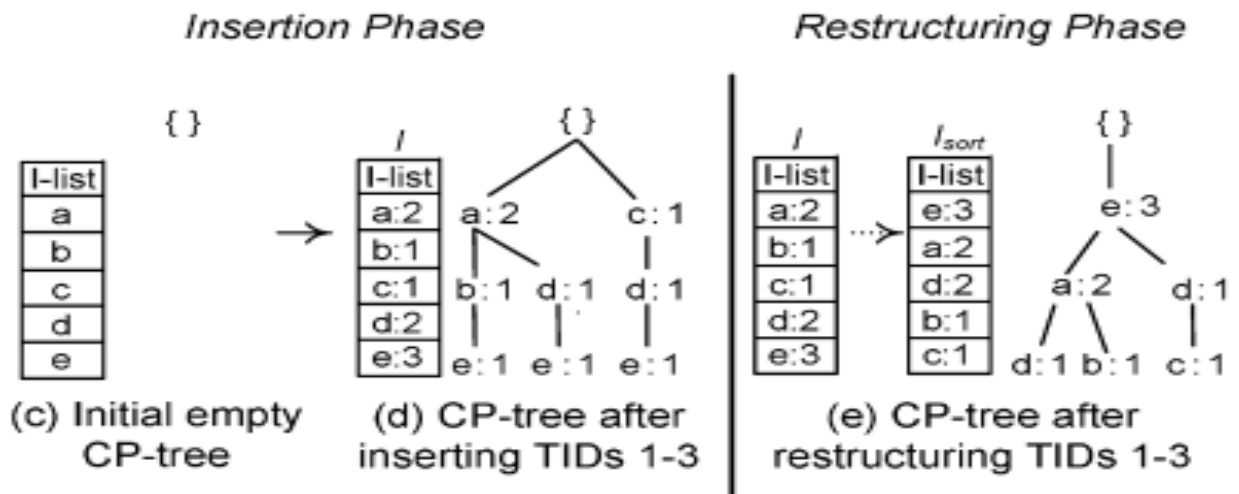 Insertion Phase
Restructuring Phase
{ }
I-list
a
b
c
d
e
(c) Initial empty
CP-tree
I
I-list
a:2
b:1
c:1
d:2
e:3
{ }
a:2 c:1
b:1 d:1 d:1
e:1 e:1 e:1
(d) CP-tree after
inserting TIDs 1-3
I
I-list
a:2
b:1
c:1
d:2
e:3
Isort
I-list
e:3
a:2
d:2
b:1
c:1
{ }
e:3
a:2 d:1
d:1 b:1 c:1
(e) CP-tree after
restructuring TIDs 1-3